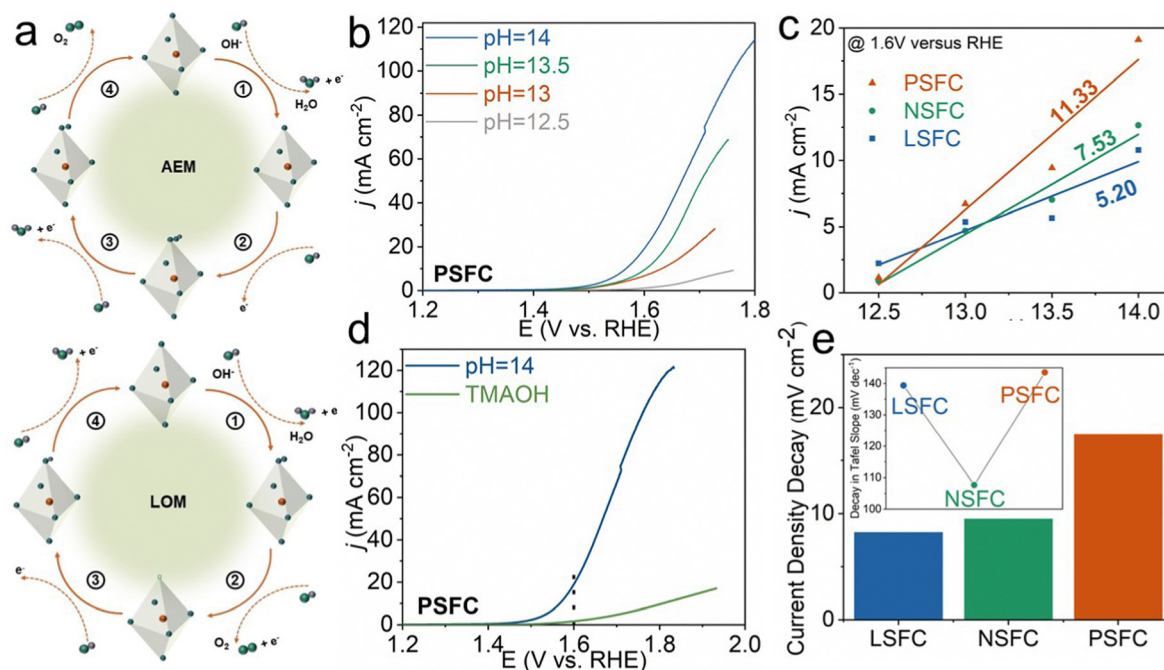 a
O₂
OH⁻
④
①
+ e⁻
H₂O
AEM
+ e⁻
③
②
e⁻
+ e⁻
OH⁻
④
①
+ e
H₂O
LOM
e⁻
③
②
O₂
+ e⁻
b
pH=14
pH=13.5
pH=13
pH=12.5
PSFC
j (mA cm⁻²)
120
100
80
60
40
20
0
1.2
1.4
1.6
1.8
E (V vs. RHE)
c
@ 1.6V versus RHE
PSFC
NSFC
LSFC
11.33
7.53
5.20
j (mA cm⁻²)
20
15
10
5
0
12.5
13.0
13.5
14.0
d
pH=14
TMAOH
PSFC
j (mA cm⁻²)
120
100
80
60
40
20
0
1.2
1.4
1.6
1.8
2.0
E (V vs. RHE)
e
Current Density Decay (mV cm⁻²)
20
10
0
Decay in Tafel Slope (mV dec⁻¹)
140
130
120
110
100
LSFC
PSFC
NSFC
LSFC
NSFC
PSFC